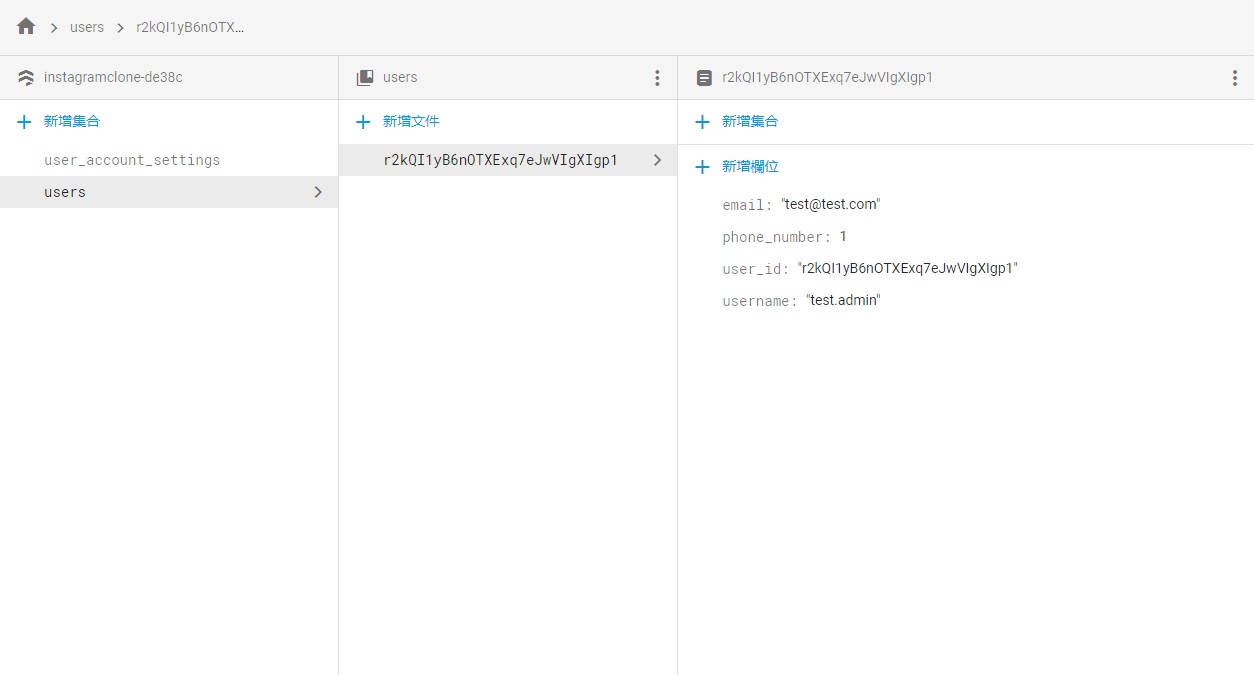 users r2kQI1yB6nOTX...
instagramclone-de38c
users
r2kQI1yB6nOTXExq7eJwVIgXIgp1
新增集合
新增文件
新增集合
user_account_settings
r2kQI1yB6nOTXExq7eJwVIgXIgp1
新增欄位
users
email: "test@test.com"
phone_number: 1
user_id: "r2kQI1yB6nOTXExq7eJwVIgXIgp1"
username: "test.admin"